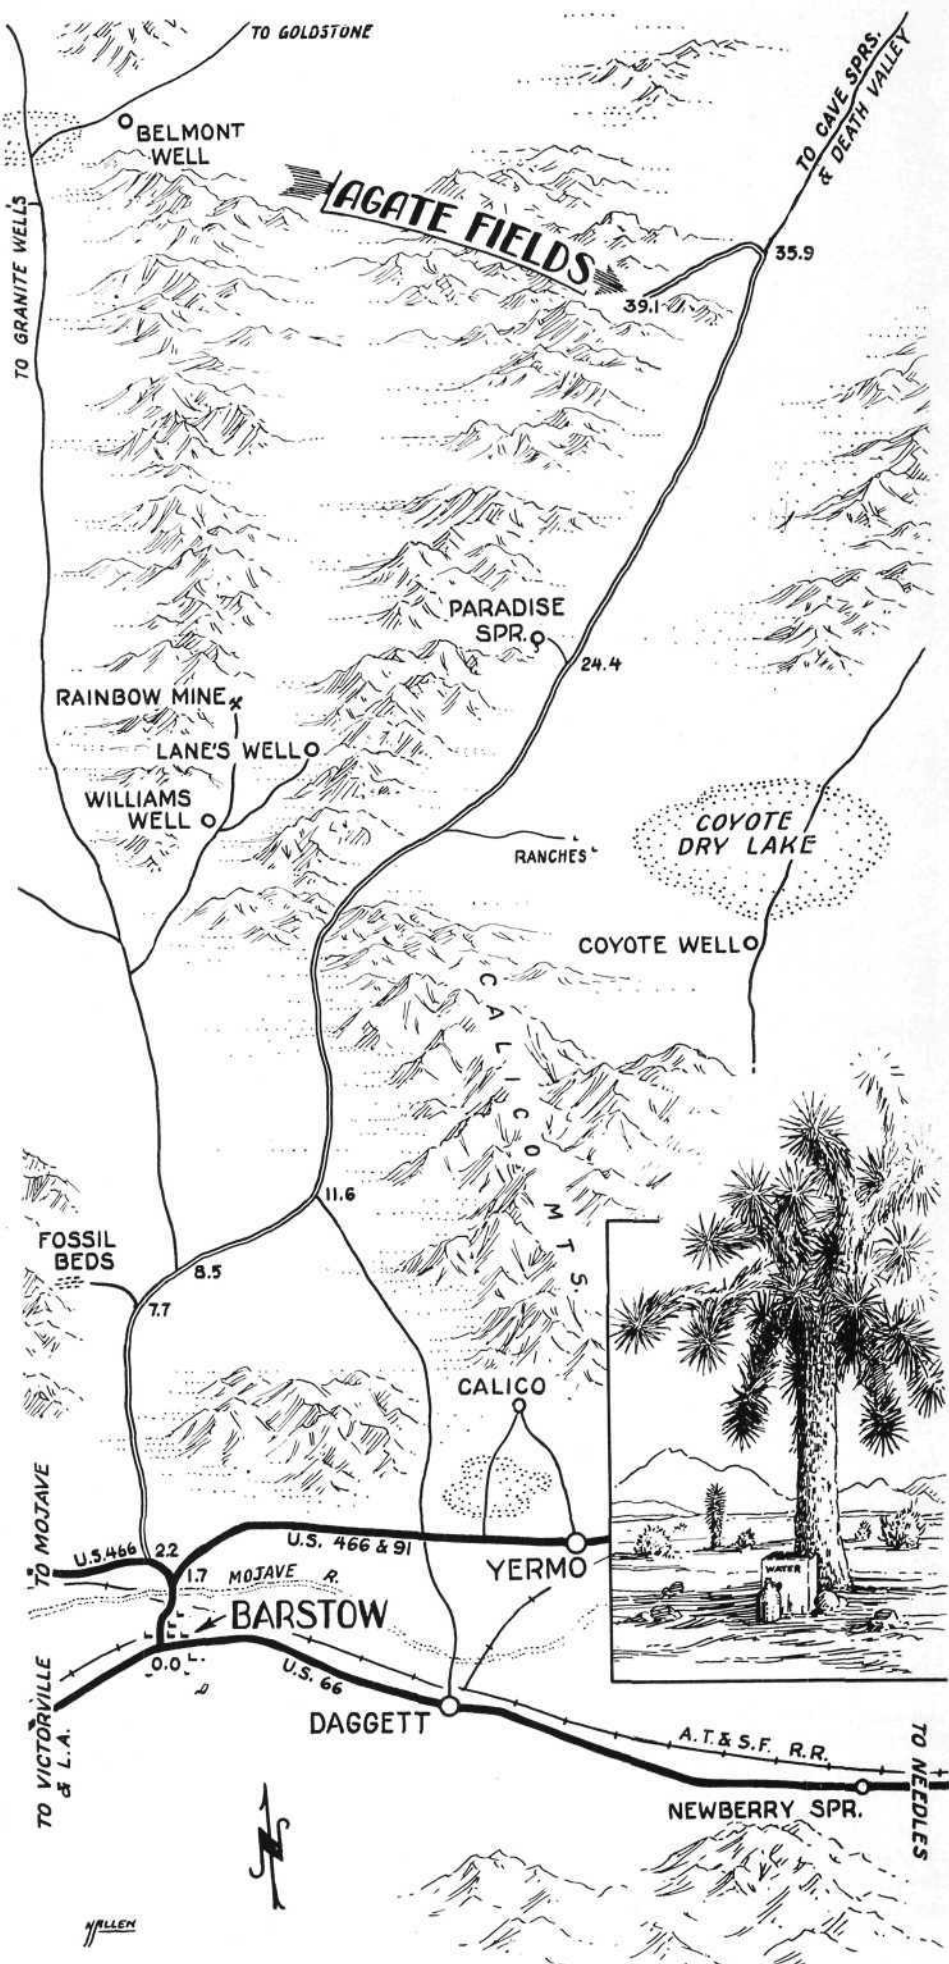 TO GOLDSTONE
TO CAVE SPRS.
& DEATH VALLEY
BELMONT
WELL
AGATE FIELDS
TO GRANITE WELLS
35.9
39.1
PARADISE
SPR.
24.4
RAINBOW MINE
LANE'S WELL
WILLIAMS
WELL
COYOTE
DRY LAKE
RANCHES
COYOTE WELL
CALICO MTS.
11.6
FOSSIL
BEDS
8.5
7.7
CALICO
TO MOJAVE
U.S. 466
2.2
U.S. 466 & 91
YERMO
1.7
MOJAVE R.
WATER
BARSTOW
0.0
U.S. 66
DAGGETT
TO VICTORVILLE
& L.A.
A.T. & S.F. R.R.
TO NEEDLES
NEWBERRY SPR.
N
ALLEN